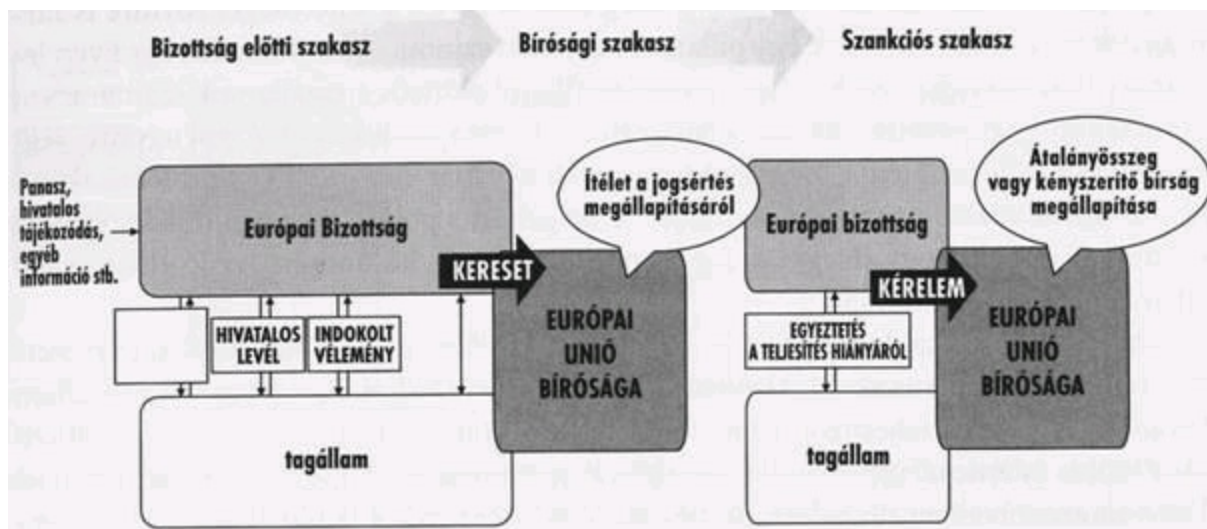 Bizottság előtti szakasz
Bírósági szakasz
Szankciós szakasz
Panasz,
hivatalos
tájékozódás,
egyéb
információ stb.
Európai Bizottság
KERESET
Ítélet a jogsértés
megállapításáról
HIVATALOS
LEVÉL
INDOKOLT
VÉLEMÉNY
tagállam
EURÓPAI
UNIÓ
BÍRÓSÁGA
Európai bizottság
KÉRELEM
Átalányösszeg
vagy kényszerítő bírság
megállapítása
EGYEZTETÉS
A TELJESÍTÉS HIÁNYÁRÓL
tagállam
EURÓPAI
UNIÓ
BÍRÓSÁGA